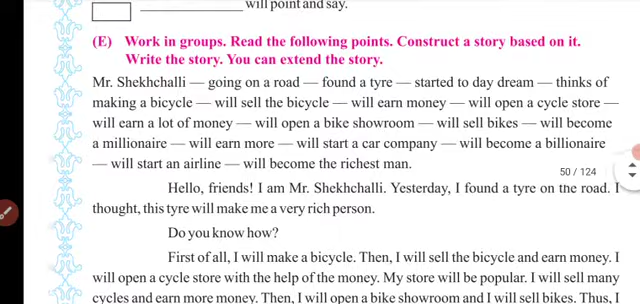 will point and say.
(E) Work in groups. Read the following points. Construct a story based on it.
Write the story. You can extend the story.
Mr. Shekhchalli — going on a road — found a tyre — started to day dream — thinks of
making a bicycle — will sell the bicycle — will earn money — will open a cycle store —
will earn a lot of money — will open a bike showroom — will sell bikes — will become
a millionaire — will earn more — will start a car company — will become a billionaire
— will start an airline — will become the richest man.
50 / 124
Hello, friends! I am Mr. Shekhchalli. Yesterday, I found a tyre on the road. I
thought, this tyre will make me a very rich person.
Do you know how?
First of all, I will make a bicycle. Then, I will sell the bicycle and earn money. I
will open a cycle store with the help of the money. My store will be popular. I will sell many
cycles and earn more money. Then, I will open a bike showroom and I will sell bikes. Thus, I